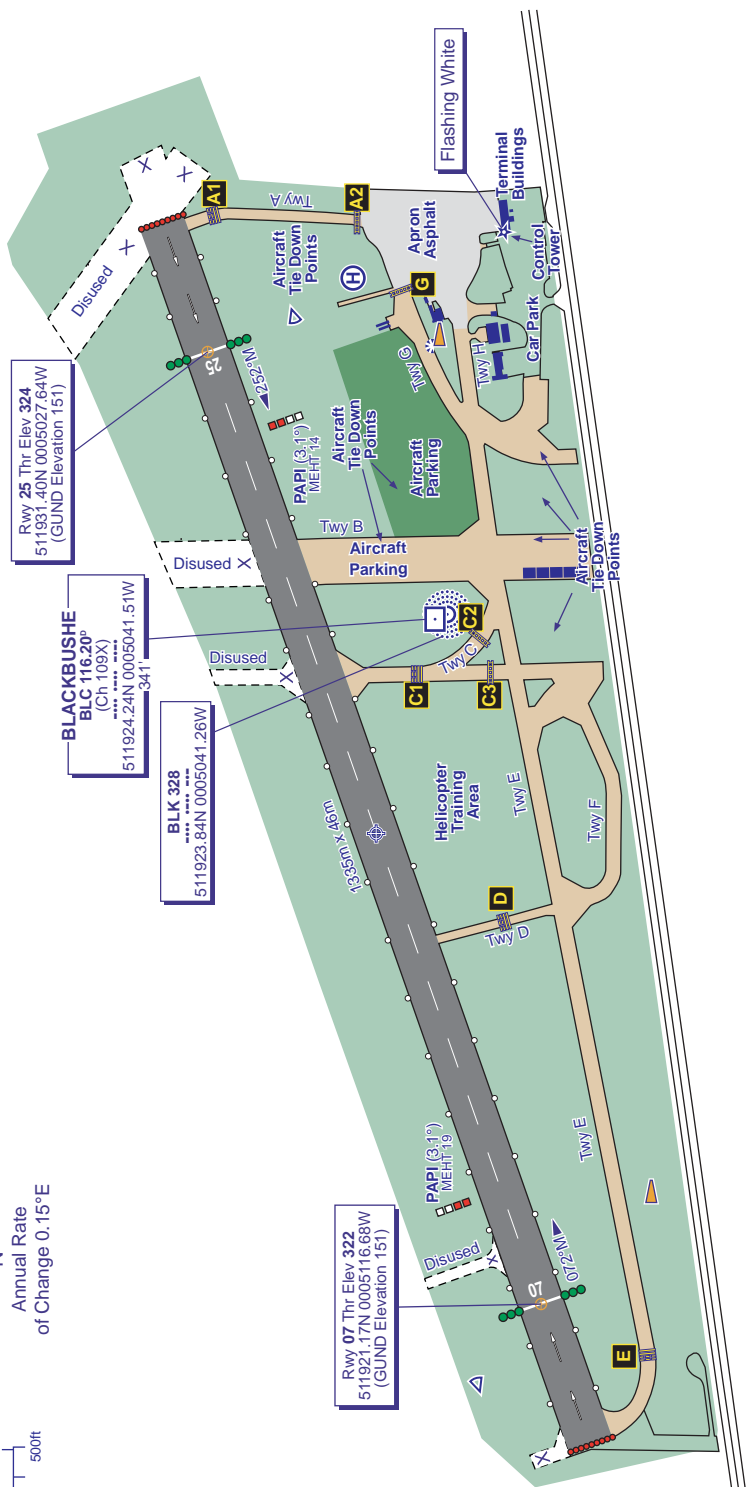 N
Annual Rate
of Change 0.15°E
500ft
Rwy 25 Thr Elev 324
511931.40N 0005027.64W
(GUND Elevation 151)
BLACKBUSHE
BLC 116.20D
(Ch 109X)
511924.24N 0005041.51W
341'
BLK 328
511923.84N 0005041.26W
Rwy 07 Thr Elev 322
511921.17N 0005116.68W
(GUND Elevation 151)
Flashing White
Disused
X
X
X
X
A1
Twy A
A2
Aircraft
Tie Down
Points
H
Apron
Asphalt
Terminal
Buildings
Control
Tower
Car Park
G
Twy G
Twy H
25
252°M
PAPI (3.1°)
MEHT 14
Aircraft
Tie Down
Points
Aircraft
Parking
Twy B
Aircraft
Parking
Aircraft
Tie Down
Points
Disused
X
Disused
X
C2
Twy C
C1
C3
1335m x 46m
Helicopter
Training
Area
Twy E
Twy F
D
Twy D
Twy E
PAPI (3.1°)
MEHT 19
Disused
X
07
072°M
E
X